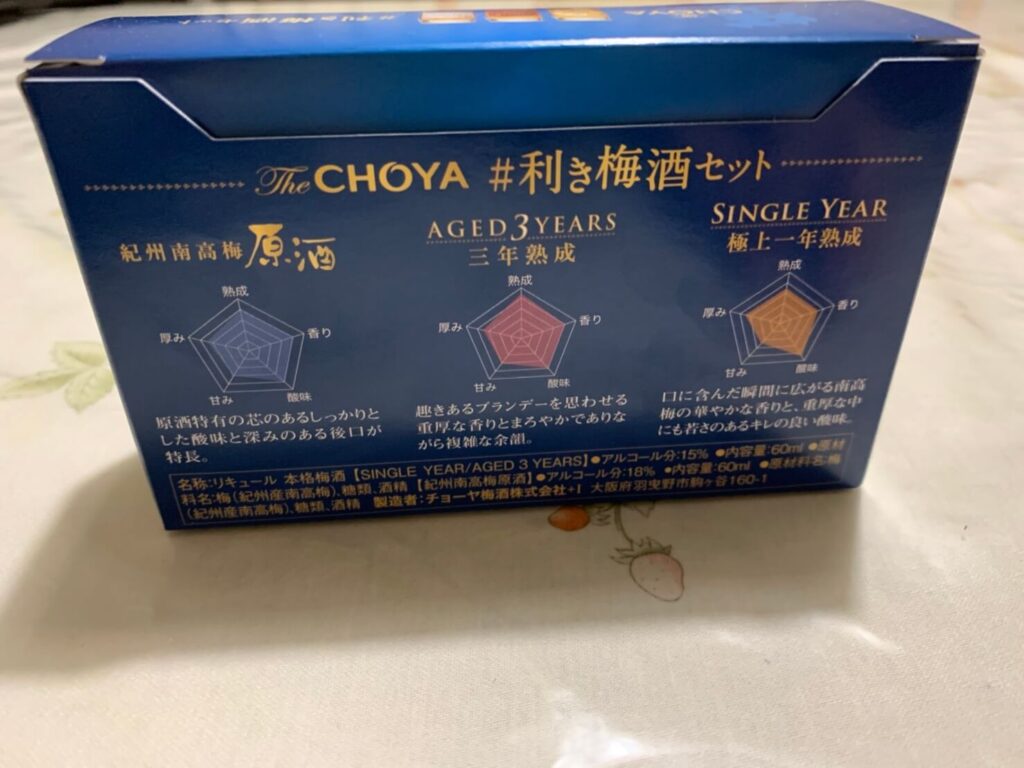 The CHOYA #利き梅酒セット
The CHOYA #利き梅酒セット
紀州南高梅原酒
熟成
厚み
香り
甘み
酸味
原酒特有の芯のあるしっかりと
した酸味と深みのある後口が
特長。
AGED 3 YEARS
三年熟成
熟成
厚み
香り
甘み
酸味
趣きあるブランデーを思わせる
重厚な香りとまろやかでありな
がら複雑な余韻。
SINGLE YEAR
極上一年熟成
熟成
厚み
香り
甘み
酸味
口に含んだ瞬間に広がる南高
梅の華やかな香りと、重厚な中
にも若さのあるキレの良い酸味。
名称:リキュール 本格梅酒【SINGLE YEAR/AGED 3 YEARS】●アルコール分:15% ●内容量:60ml ●原材
料名:梅(紀州産南高梅)、糖類、酒精【紀州南高梅原酒】●アルコール分:18% ●内容量:60ml ●原材料名:梅
(紀州産南高梅)、糖類、酒精 製造者:チョーヤ梅酒株式会社+I 大阪府羽曳野市駒ヶ谷160-1